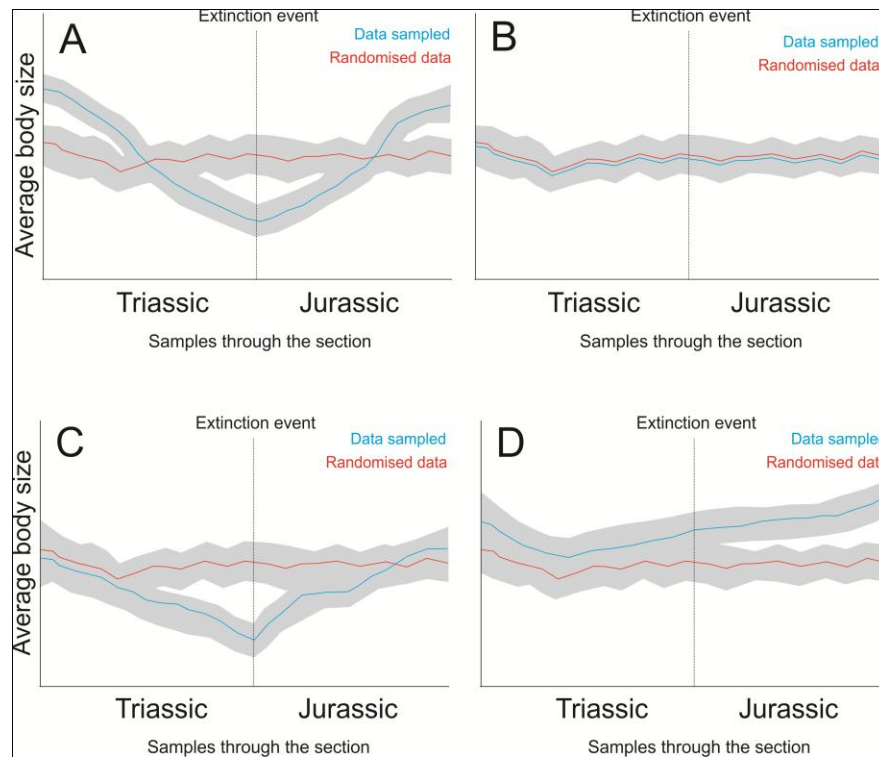 A
Extinction event
Data sampled
Randomised data
Average body size
Triassic Jurassic
Samples through the section
B
Extinction event
Data sampled
Randomised data
Triassic Jurassic
Samples through the section
C
Extinction event
Data sampled
Randomised data
Average body size
Triassic Jurassic
Samples through the section
D
Extinction event
Data sampled
Randomised data
Triassic Jurassic
Samples through the section